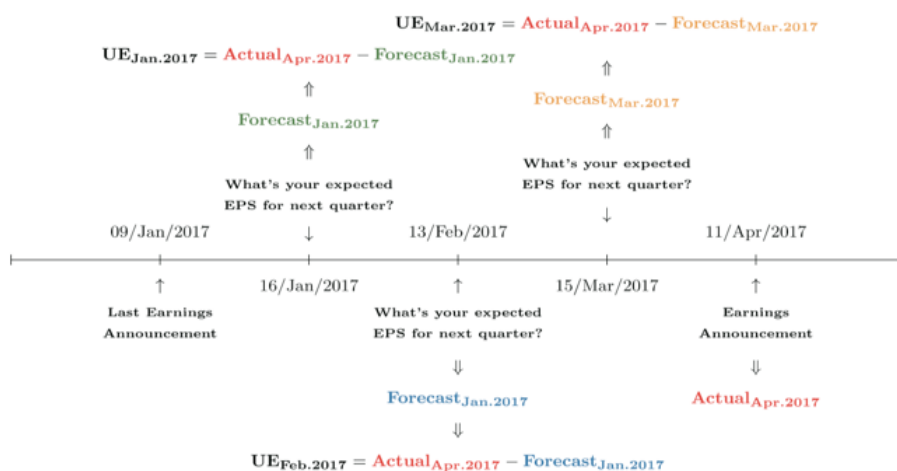 UE_Mar.2017 = Actual_Apr.2017 − Forecast_Mar.2017
UE_Jan.2017 = Actual_Apr.2017 − Forecast_Jan.2017
⇑
⇑
Forecast_Mar.2017
Forecast_Jan.2017
⇑
⇑
What's your expected
EPS for next quarter?
What's your expected
EPS for next quarter?
↓
09/Jan/2017
↓
13/Feb/2017
11/Apr/2017
↑
16/Jan/2017
↑
15/Mar/2017
↑
Last Earnings
Announcement
What's your expected
EPS for next quarter?
Earnings
Announcement
⇓
⇓
Forecast_Jan.2017
Actual_Apr.2017
⇓
UE_Feb.2017 = Actual_Apr.2017 − Forecast_Jan.2017